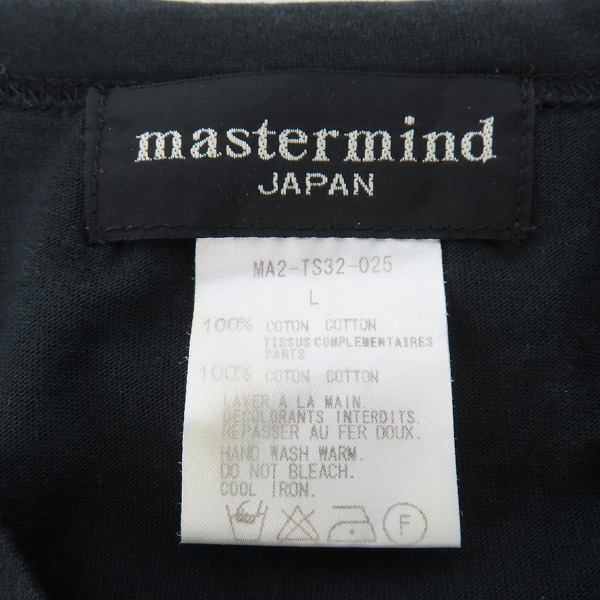 mastermind
JAPAN
MA2-TS32-025
L
100% COTON COTTON
TISSUS COMPLEMENTAIRES
PARTS
100% COTON COTTON
LAVER A LA MAIN.
DECOLORANTS INTERDITS.
REPASSER AU FER DOUX.
HAND WASH WARM.
DO NOT BLEACH.
COOL IRON.
F